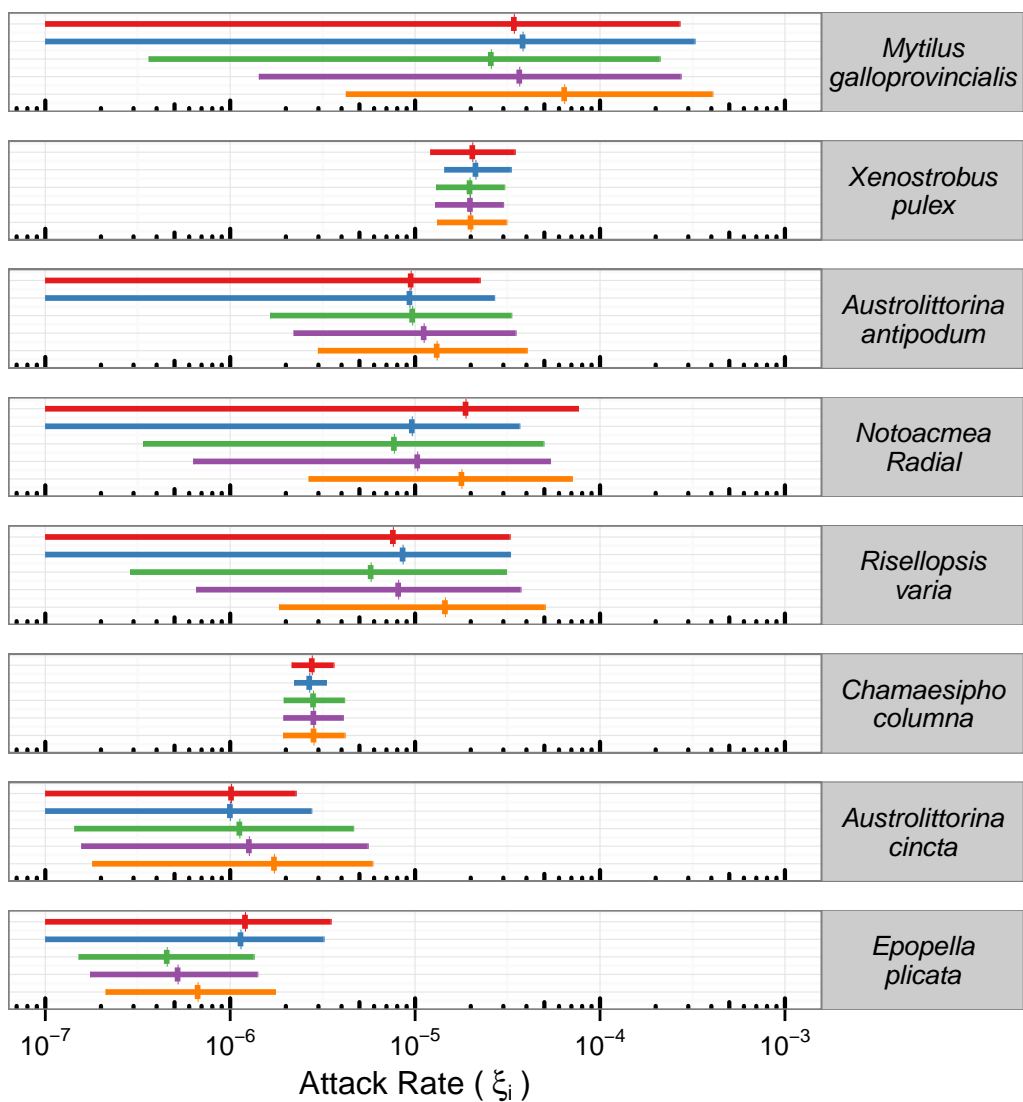 Mytilus
galloprovincialis
Xenostrobus
pulex
Austrolittorina
antipodum
Notoacmea
Radial
Risellopsis
varia
Chamaesipho
columna
Austrolittorina
cincta
Epopella
plicata
10⁻⁷ 10⁻⁶ 10⁻⁵ 10⁻⁴ 10⁻³
Attack Rate ( ξᵢ )